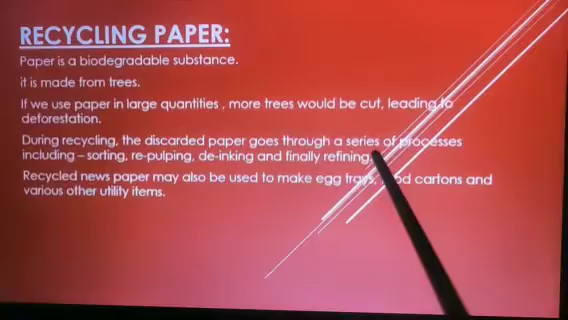 RECYCLING PAPER:
Paper is a biodegradable substance.
it is made from trees.
If we use paper in large quantities , more trees would be cut, leading to
deforestation.
During recycling, the discarded paper goes through a series of processes
including – sorting, re-pulping, de-inking and finally refining.
Recycled news paper may also be used to make egg trays, cartons and
various other utility items.